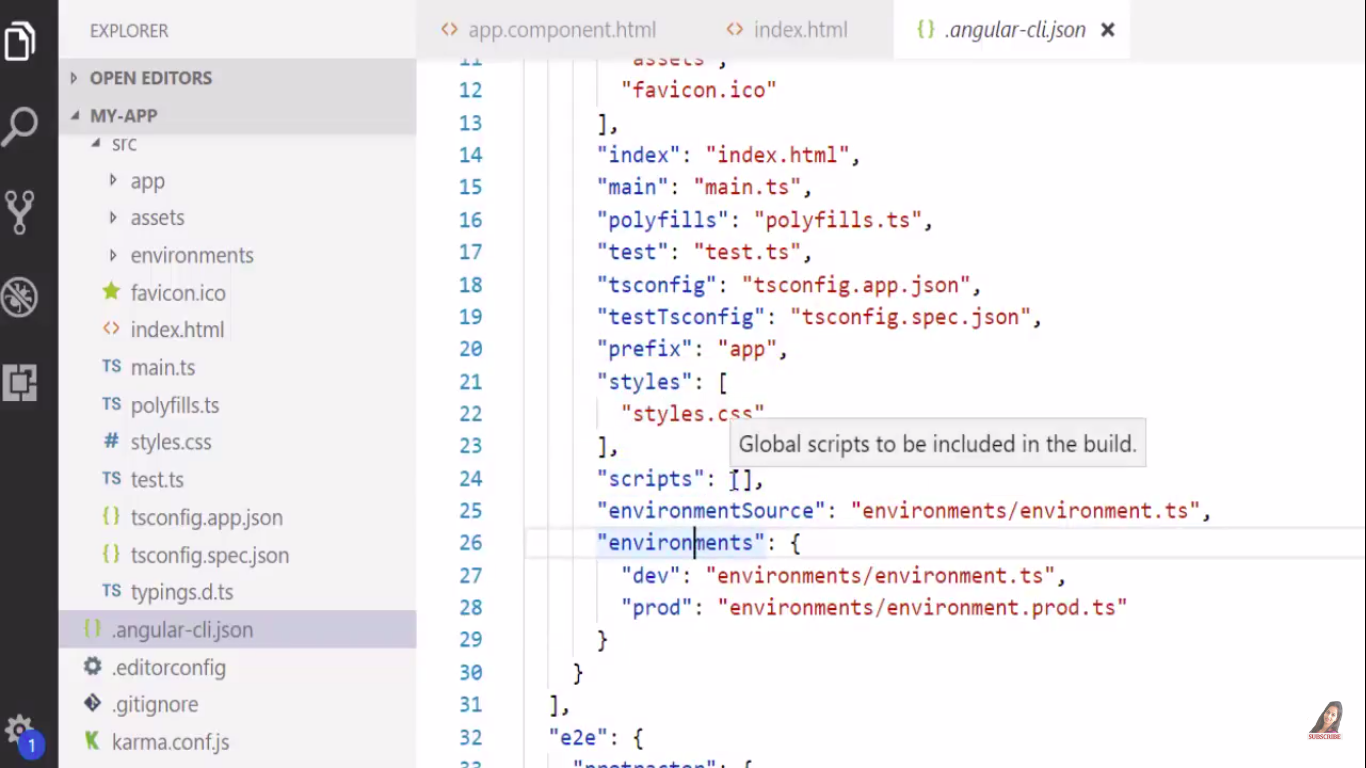 EXPLORER
OPEN EDITORS
MY-APP
src
app
assets
environments
favicon.ico
index.html
main.ts
polyfills.ts
styles.css
test.ts
tsconfig.app.json
tsconfig.spec.json
typings.d.ts
.angular-cli.json
.editorconfig
.gitignore
karma.conf.js
1
app.component.html
index.html
.angular-cli.json
11 "assets",
12 "favicon.ico"
13 ],
14 "index": "index.html",
15 "main": "main.ts",
16 "polyfills": "polyfills.ts",
17 "test": "test.ts",
18 "tsconfig": "tsconfig.app.json",
19 "testTsconfig": "tsconfig.spec.json",
20 "prefix": "app",
21 "styles": [
22 "styles.css"
Global scripts to be included in the build.
23 ],
24 "scripts": [],
25 "environmentSource": "environments/environment.ts",
26 "environments": {
27 "dev": "environments/environment.ts",
28 "prod": "environments/environment.prod.ts"
29 }
30 }
31 ],
32 "e2e": {
33 "protractor": {
SUBSCRIBE